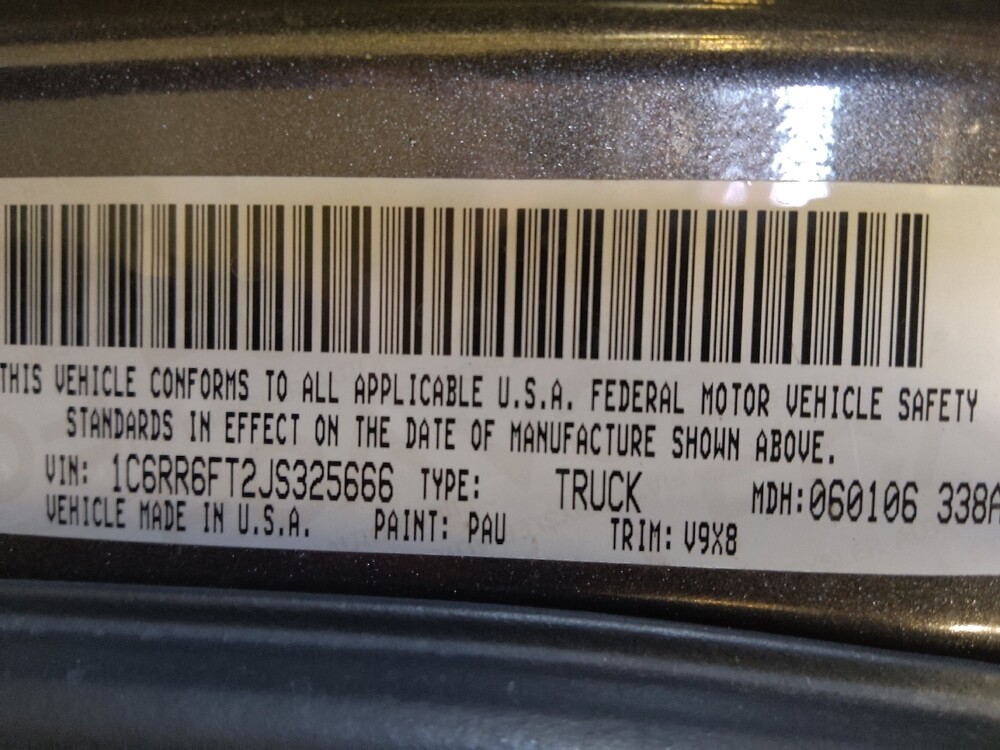 THIS VEHICLE CONFORMS TO ALL APPLICABLE U.S.A. FEDERAL MOTOR VEHICLE SAFETY
STANDARDS IN EFFECT ON THE DATE OF MANUFACTURE SHOWN ABOVE.
VIN: 1C6RR6FT2JS325666 TYPE: TRUCK MDH:060106 338A
VEHICLE MADE IN U.S.A. PAINT: PAU TRIM: V9X8